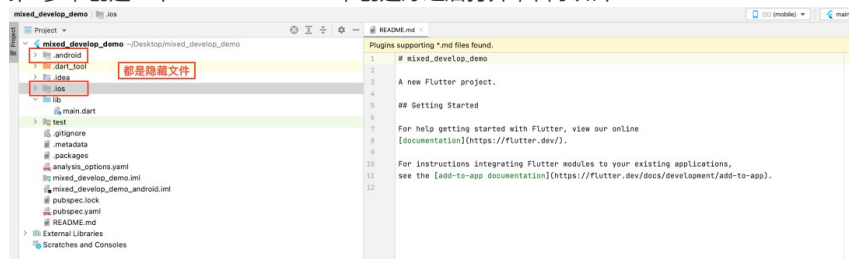 mixed_develop_demo .ios
(mobile)
main
Project
README.md
mixed_develop_demo ~/Desktop/mixed_develop_demo
Plugins supporting *.md files found.
.android
1 # mixed_develop_demo
.dart_tool
都是隐藏文件
2
.idea
3 A new Flutter project.
.ios
4
lib
5 ## Getting Started
main.dart
6
test
7 For help getting started with Flutter, view our online
.gitignore
8 [documentation](https://flutter.dev/).
.metadata
9
.packages
10 For instructions integrating Flutter modules to your existing applications,
analysis_options.yaml
11 see the [add-to-app documentation](https://flutter.dev/docs/development/add-to-app).
mixed_develop_demo.iml
12
mixed_develop_demo_android.iml
pubspec.lock
pubspec.yaml
README.md
External Libraries
Scratches and Consoles